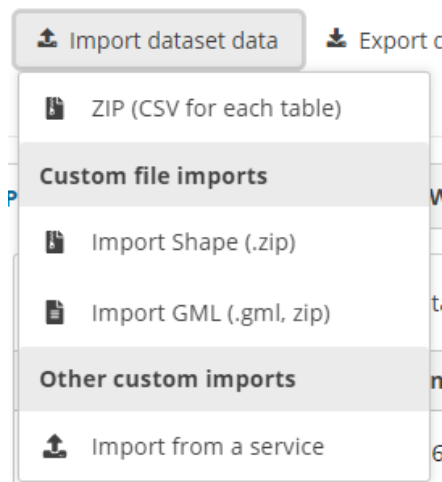 Import dataset data
Export
ZIP (CSV for each table)
Custom file imports
Import Shape (.zip)
Import GML (.gml, zip)
Other custom imports
Import from a service